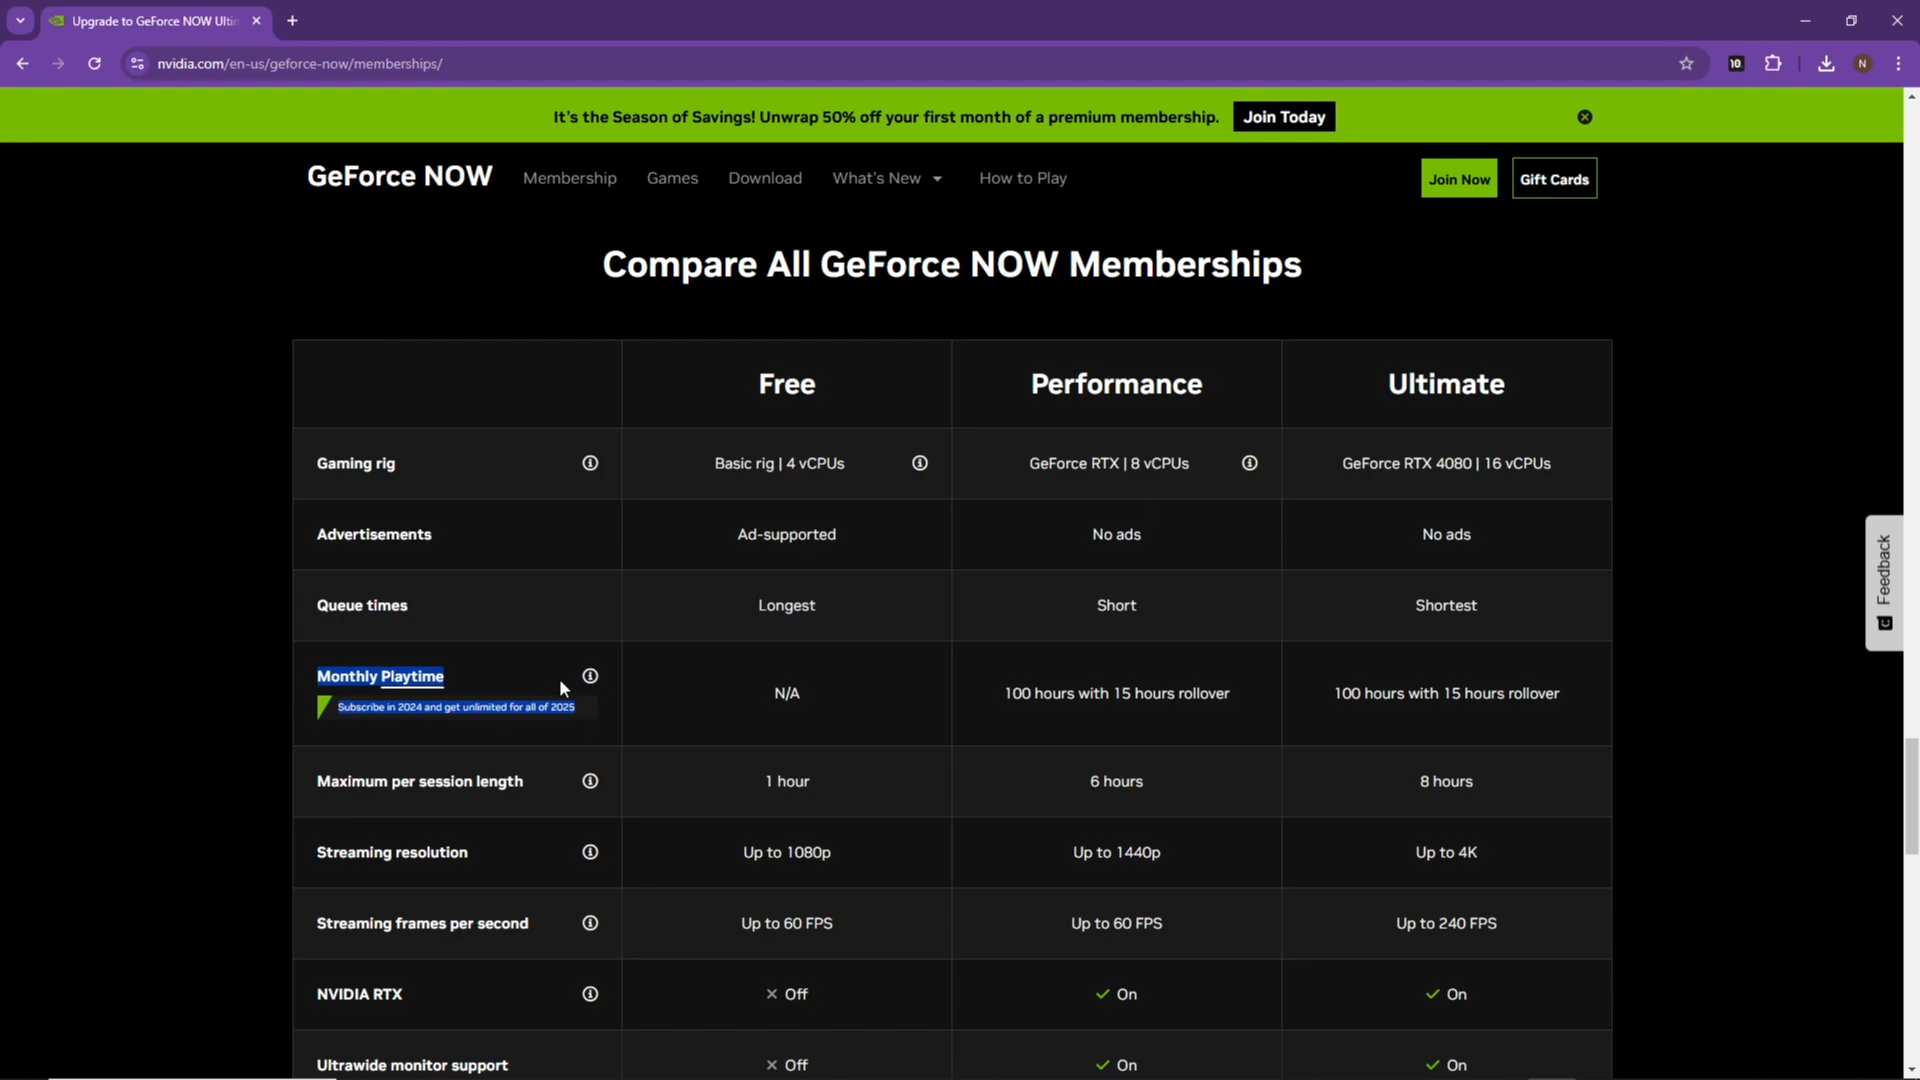 Upgrade to GeForce NOW Ultim
nvidia.com/en-us/geforce-now/memberships/
10.
N
It's the Season of Savings! Unwrap 50% off your first month of a premium membership. Join Today
GeForce NOW Membership Games Download What's New How to Play Join Now Gift Cards
Compare All GeForce NOW Memberships
Free Performance Ultimate
Gaming rig Basic rig | 4 vCPUs GeForce RTX | 8 vCPUs GeForce RTX 4080 | 16 vCPUs
Advertisements Ad-supported No ads No ads
Queue times Longest Short Shortest
Monthly Playtime
Subscribe in 2024 and get unlimited for all of 2025
N/A 100 hours with 15 hours rollover 100 hours with 15 hours rollover
Maximum per session length 1 hour 6 hours 8 hours
Streaming resolution Up to 1080p Up to 1440p Up to 4K
Streaming frames per second Up to 60 FPS Up to 60 FPS Up to 240 FPS
NVIDIA RTX Off On On
Ultrawide monitor support Off On On
Feedback